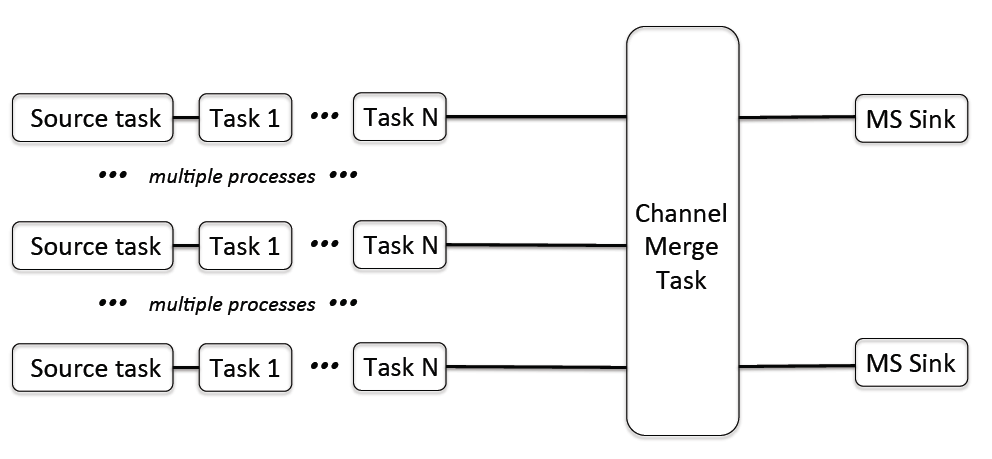 Source task Task 1 ••• Task N MS Sink
••• multiple processes •••
Source task Task 1 ••• Task N
Channel
Merge
Task
••• multiple processes •••
Source task Task 1 ••• Task N MS Sink